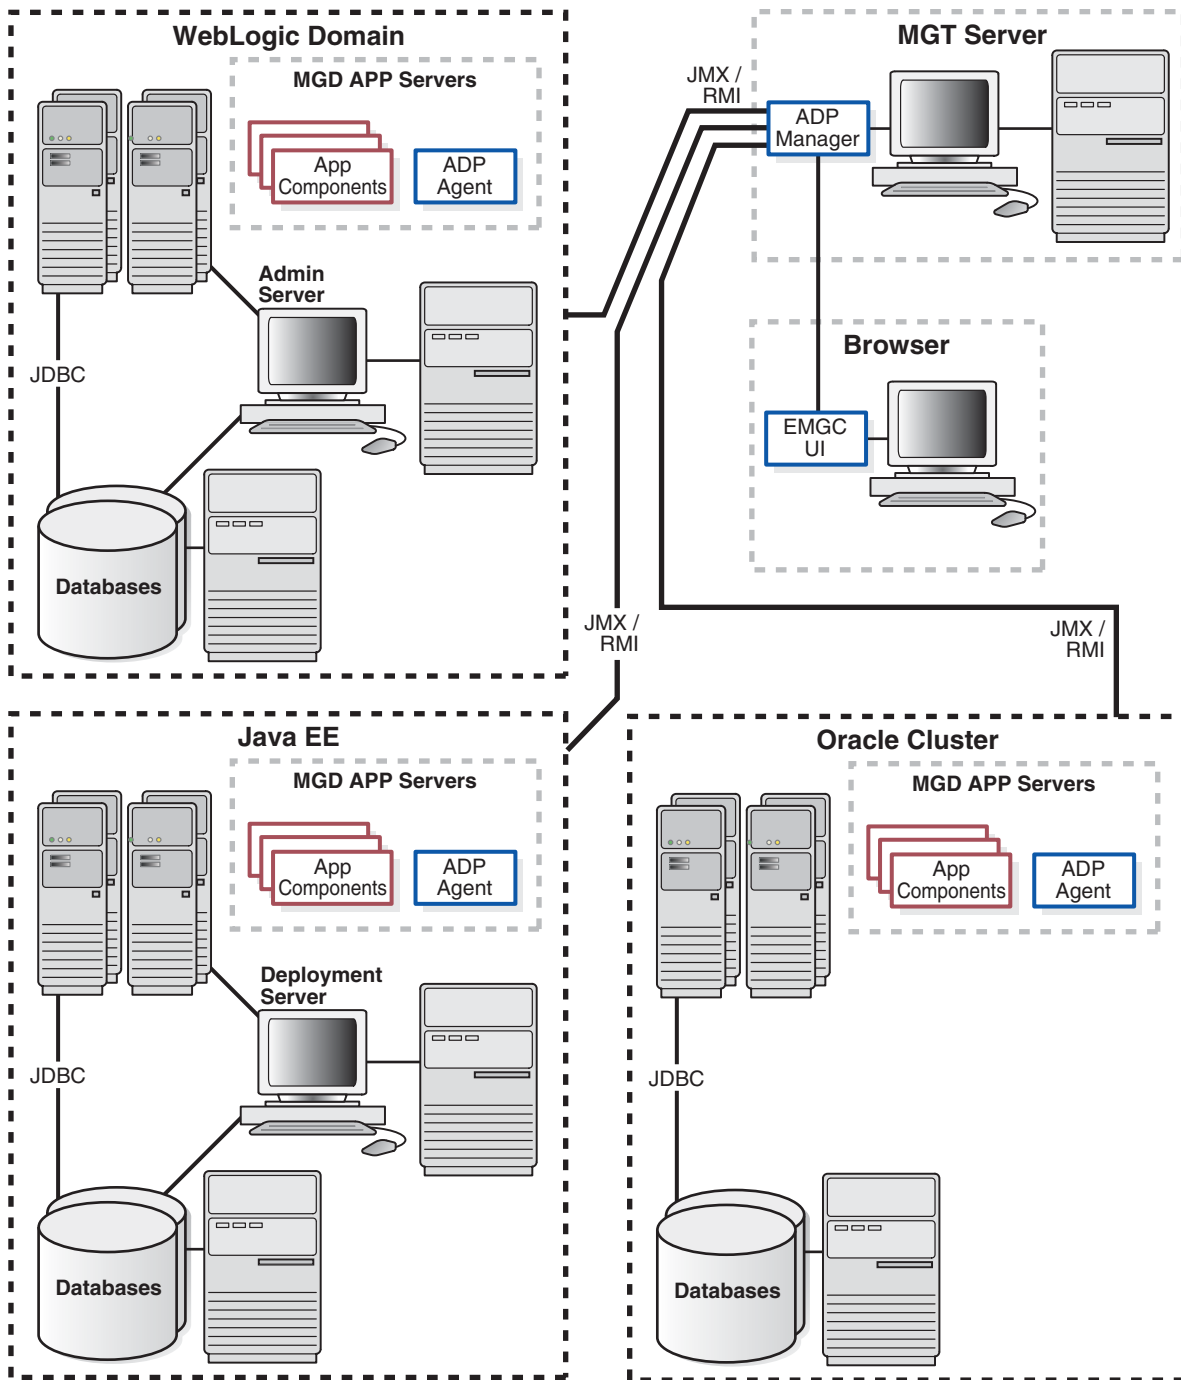 WebLogic Domain
MGD APP Servers
App
Components
ADP
Agent
Admin
Server
JDBC
Databases
JMX /
RMI
MGT Server
ADP
Manager
Browser
EMGC
UI
JMX /
RMI
JMX /
RMI
Java EE
MGD APP Servers
App
Components
ADP
Agent
Deployment
Server
JDBC
Databases
Oracle Cluster
MGD APP Servers
App
Components
ADP
Agent
JDBC
Databases